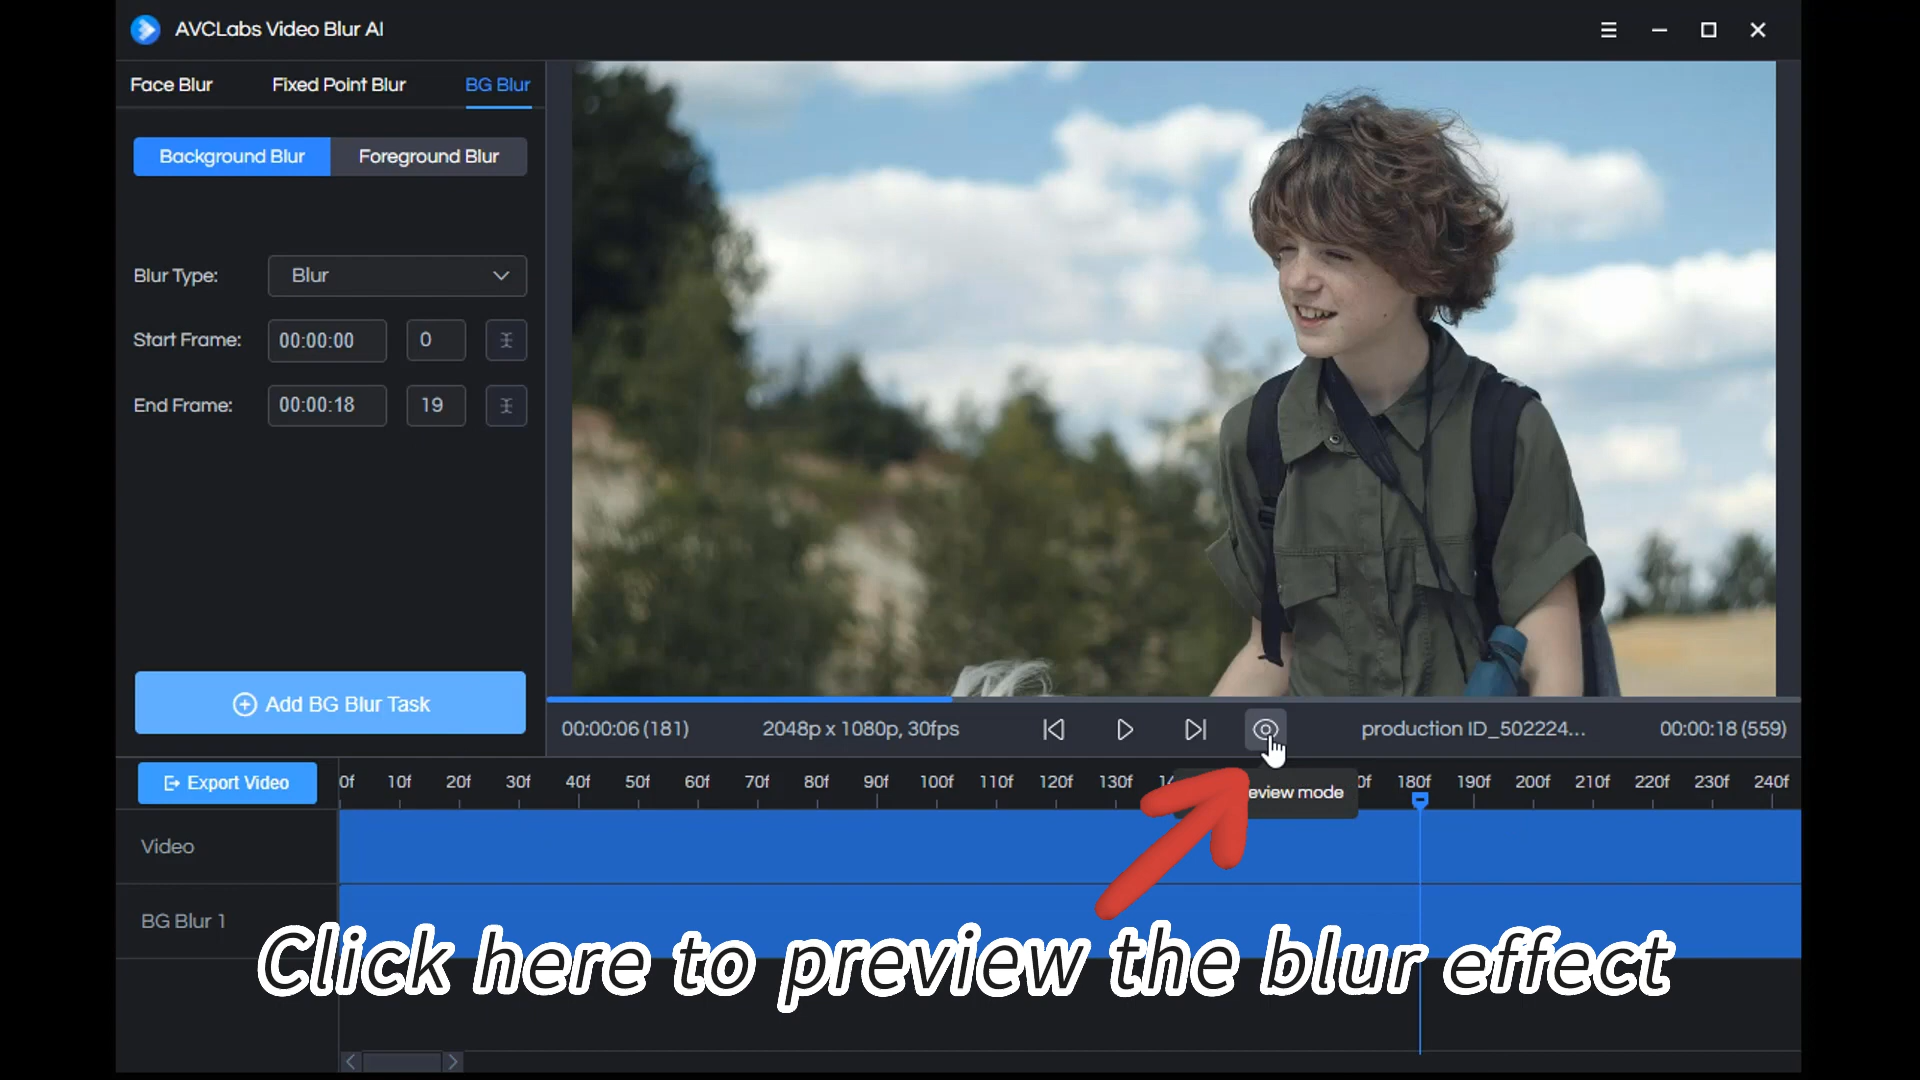 AVCLabs Video Blur AI
Face Blur Fixed Point Blur BG Blur
Background Blur Foreground Blur
Blur Type: Blur
Start Frame: 00:00:00 0
End Frame: 00:00:18 19
Add BG Blur Task
00:00:06 (181) 2048p x 1080p, 30fps production ID_502224... 00:00:18 (559)
Export Video
0f 10f 20f 30f 40f 50f 60f 70f 80f 90f 100f 110f 120f 130f 180f 190f 200f 210f 220f 230f 240f
eview mode
Video
BG Blur 1
Click here to preview the blur effect